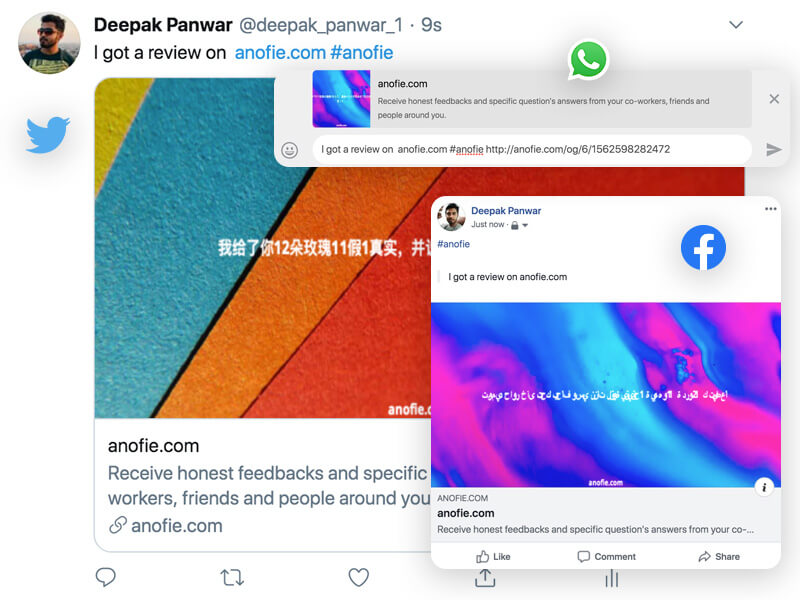 Deepak Panwar @deepak_panwar_1 · 9s
I got a review on anofie.com #anofie
anofie.com
Receive honest feedbacks and specific question's answers from your co-workers, friends and
people around you.
I got a review on anofie.com #anofie http://anofie.com/og/6/1562598282472
我给了你12朵玫瑰11假1真实，并
anofie.c
anofie.com
Receive honest feedbacks and specific
workers, friends and people around you
anofie.com
Deepak Panwar
Just now ·
#anofie
I got a review on anofie.com
anofie.com
ANOFIE.COM
anofie.com
Receive honest feedbacks and specific question's answers from your co-...
Like Comment Share